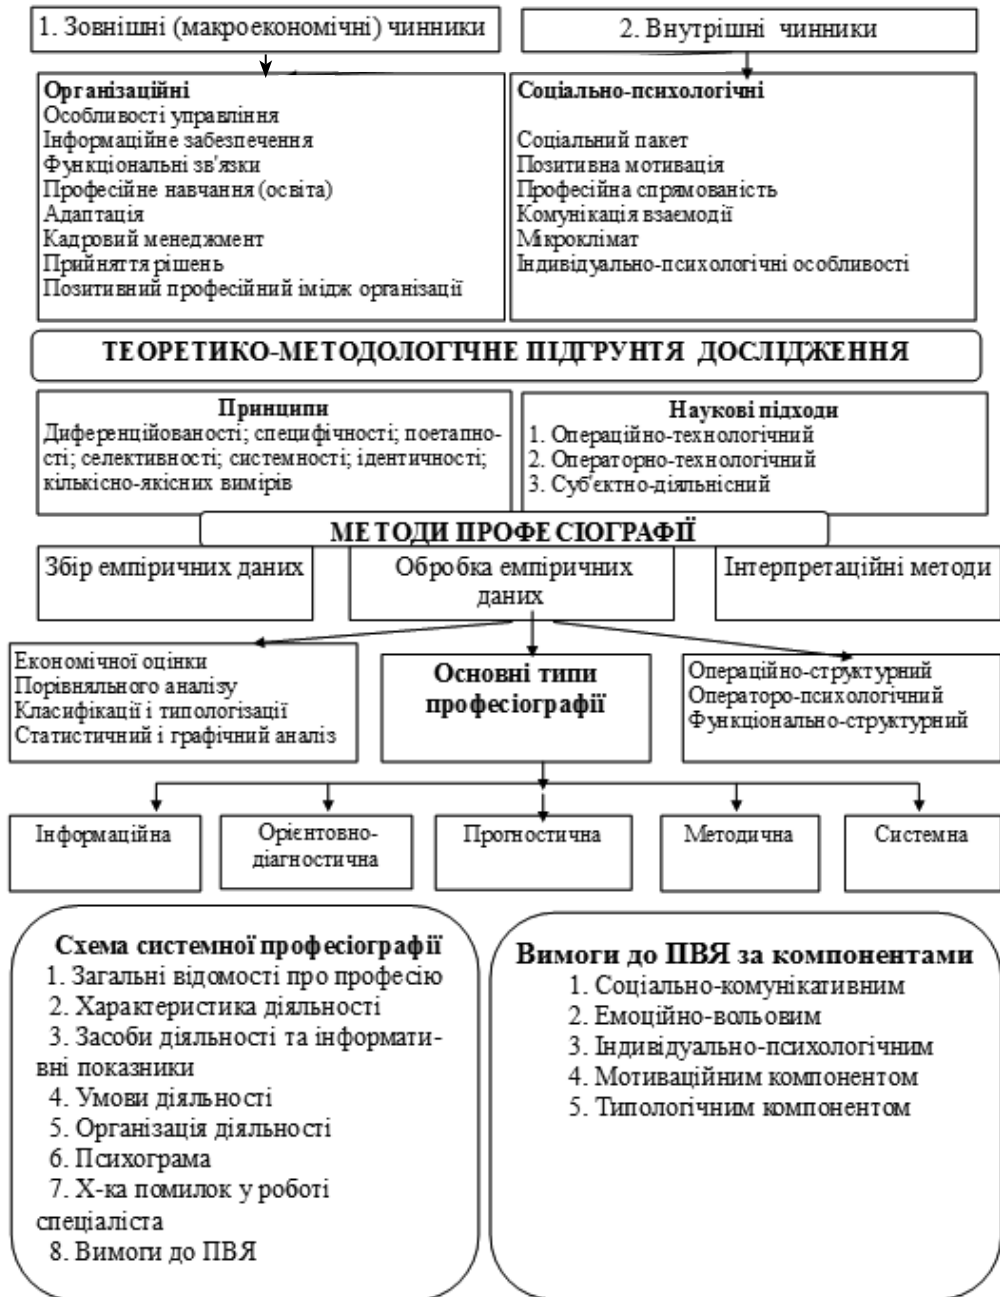 1. Зовнішні (макроекономічні) чинники
2. Внутрішні чинники
Організаційні
Особливості управління
Інформаційне забезпечення
Функціональні зв'язки
Професійне навчання (освіта)
Адаптація
Кадровий менеджмент
Прийняття рішень
Позитивний професійний імідж організації
Соціально-психологічні
Соціальний пакет
Позитивна мотивація
Професійна спрямованість
Комунікація взаємодії
Мікроклімат
Індивідуально-психологічні особливості
ТЕОРЕТИКО-МЕТОДОЛОГІЧНЕ ПІДГРУНТЯ ДОСЛІДЖЕННЯ
Принципи
Диференційованості; специфічності; поетапно-
сті; селективності; системності; ідентичності;
кількісно-якісних вимірів
Наукові підходи
1. Операційно-технологічний
2. Операторно-технологічний
3. Суб'єктно-діяльнісний
МЕТОДИ ПРОФЕСІОГРАФІЇ
Збір емпіричних даних
Обробка емпіричних
даних
Інтерпретаційні методи
Економічної оцінки
Порівняльного аналізу
Класифікації і типологізації
Статистичний і графічний аналіз
Основні типи
професіографії
Операційно-структурний
Операторо-психологічний
Функціонально-структурний
Інформаційна
Орієнтовно-
діагностична
Прогностична
Методична
Системна
Схема системної професіографії
1. Загальні відомості про професію
2. Характеристика діяльності
3. Засоби діяльності та інформати-
вні показники
4. Умови діяльності
5. Організація діяльності
6. Психограма
7. Х-ка помилок у роботі
спеціаліста
8. Вимоги до ПВЯ
Вимоги до ПВЯ за компонентами
1. Соціально-комунікативним
2. Емоційно-вольовим
3. Індивідуально-психологічним
4. Мотиваційним компонентом
5. Типологічним компонентом